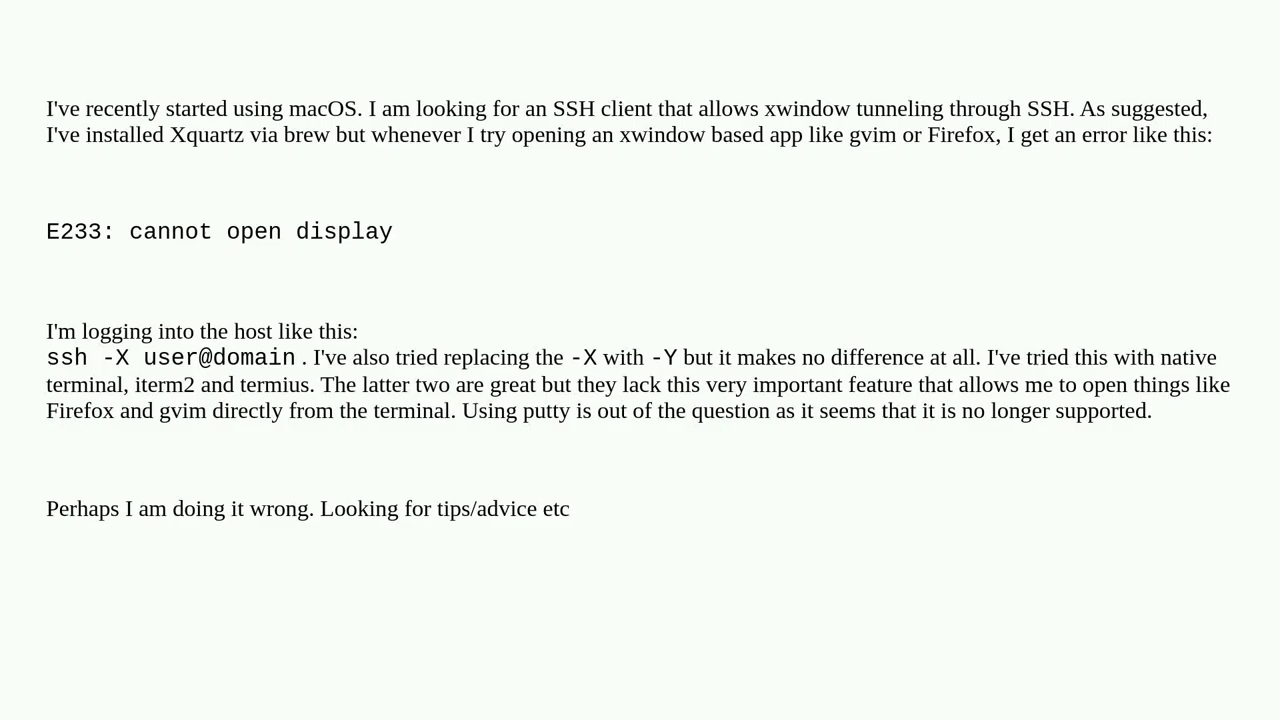 I've recently started using macOS. I am looking for an SSH client that allows xwindow tunneling through SSH. As suggested,
I've installed Xquartz via brew but whenever I try opening an xwindow based app like gvim or Firefox, I get an error like this:
E233: cannot open display
I'm logging into the host like this:
ssh -X user@domain . I've also tried replacing the -X with -Y but it makes no difference at all. I've tried this with native
terminal, iterm2 and termius. The latter two are great but they lack this very important feature that allows me to open things like
Firefox and gvim directly from the terminal. Using putty is out of the question as it seems that it is no longer supported.
Perhaps I am doing it wrong. Looking for tips/advice etc